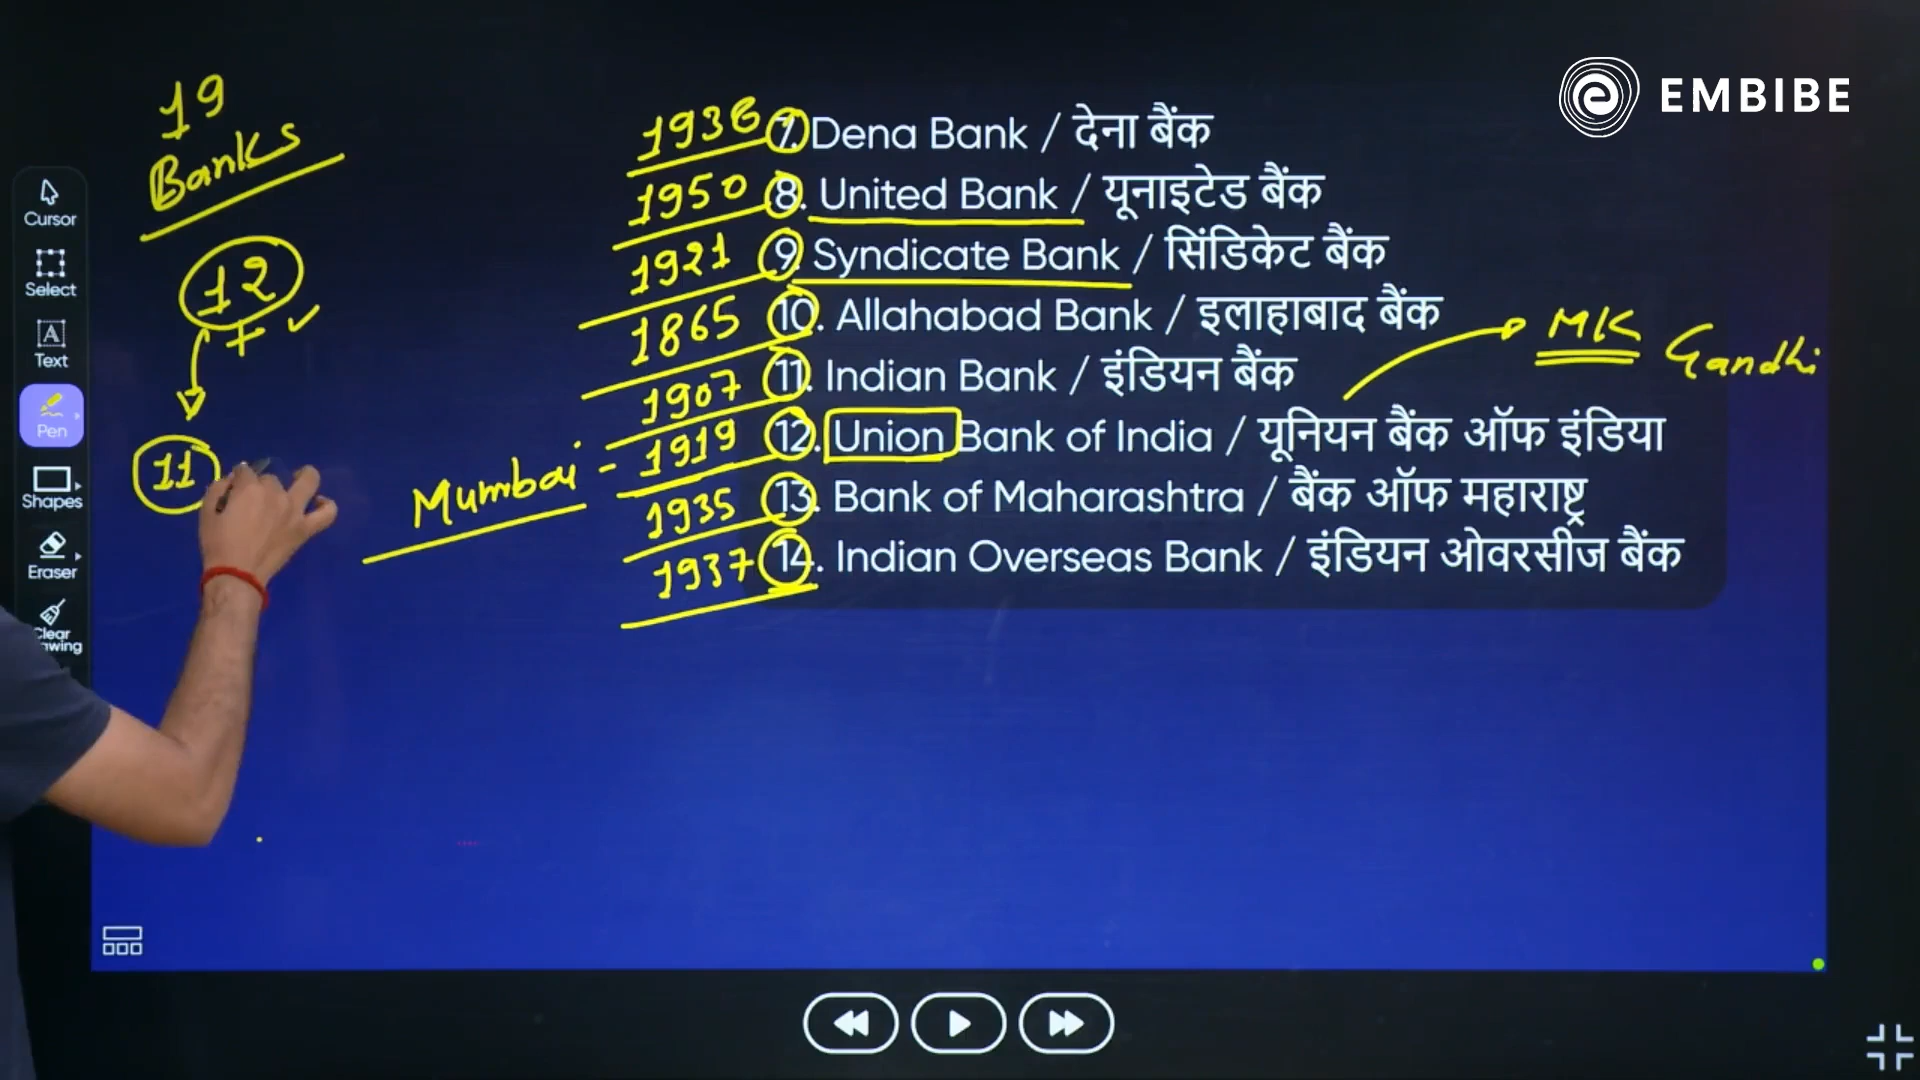 EMBIBE
19
Banks
12
+ ✓
11
Cursor
Select
Text
Pen
Shapes
Eraser
Clear
1938 7. Dena Bank / देना बैंक
1950 8. United Bank / यूनाइटेड बैंक
1921 9. Syndicate Bank / सिंडिकेट बैंक
1865 10. Allahabad Bank / इलाहाबाद बैंक
MK Gandhi
1907 11. Indian Bank / इंडियन बैंक
Mumbai - 1919 12. Union Bank of India / यूनियन बैंक ऑफ इंडिया
1935 13. Bank of Maharashtra / बैंक ऑफ महाराष्ट्र
1937 14. Indian Overseas Bank / इंडियन ओवरसीज बैंक